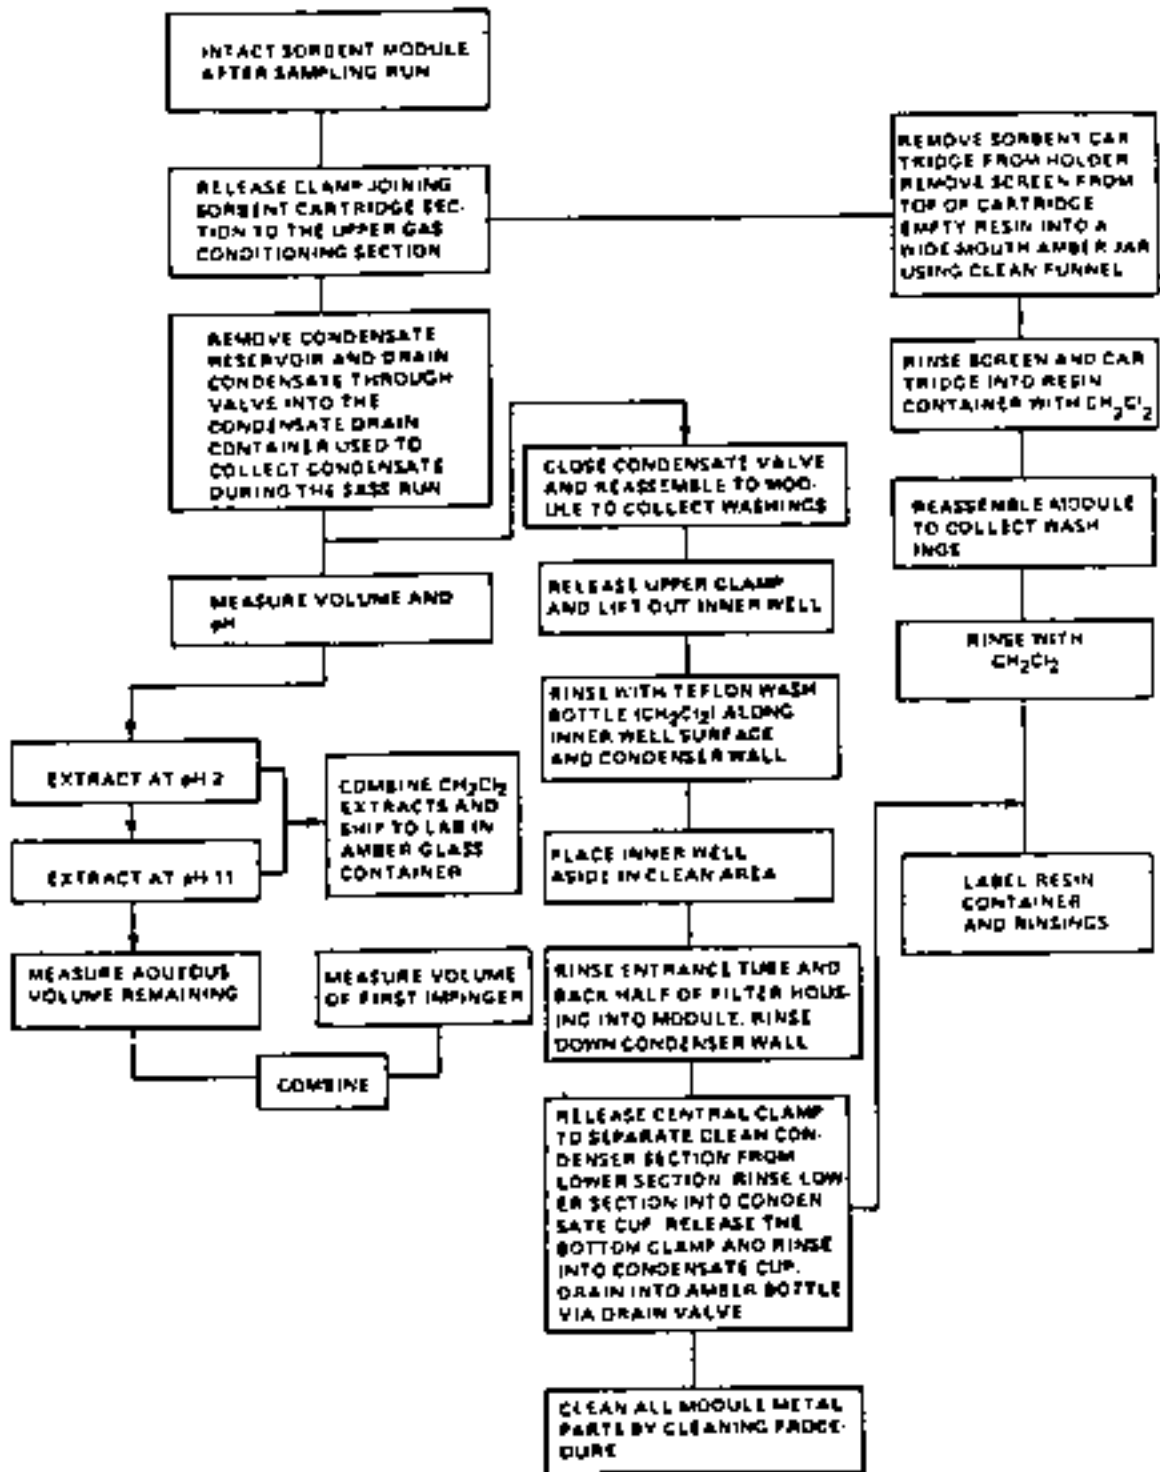 INTACT SORBENT MODULE
AFTER SAMPLING RUN
RELEASE CLAMP JOINING
SORBENT CARTRIDGE SEC-
TION TO THE UPPER GAS
CONDITIONING SECTION
REMOVE CONDENSATE
RESERVOIR AND DRAIN
CONDENSATE THROUGH
VALVE INTO THE
CONDENSATE DRAIN
CONTAINER USED TO
COLLECT CONDENSATE
DURING THE SASS RUN
MEASURE VOLUME AND
pH
EXTRACT AT pH 2
EXTRACT AT pH 11
COMBINE CH2Cl2
EXTRACTS AND
SHIP TO LAB IN
AMBER GLASS
CONTAINER
MEASURE AQUEOUS
VOLUME REMAINING
MEASURE VOLUME
OF FIRST IMPINGER
COMBINE
CLOSE CONDENSATE VALVE
AND REASSEMBLE TO MOD-
ULE TO COLLECT WASHINGS
RELEASE UPPER CLAMP
AND LIFT OUT INNER WELL
RINSE WITH TEFLON WASH
BOTTLE (CH2Cl2) ALONG
INNER WELL SURFACE
AND CONDENSER WALL
PLACE INNER WELL
ASIDE IN CLEAN AREA
RINSE ENTRANCE TUBE AND
BACK HALF OF FILTER HOUS-
ING INTO MODULE. RINSE
DOWN CONDENSER WALL
RELEASE CENTRAL CLAMP
TO SEPARATE CLEAN CON-
DENSER SECTION FROM
LOWER SECTION RINSE LOW-
ER SECTION INTO CONDEN
SATE CUP RELEASE THE
BOTTOM CLAMP AND RINSE
INTO CONDENSATE CUP.
DRAIN INTO AMBER BOTTLE
VIA DRAIN VALVE
CLEAN ALL MODULE METAL
PARTS BY CLEANING PROCE-
DURE
REMOVE SORBENT CAR
TRIDGE FROM HOLDER
REMOVE SCREEN FROM
TOP OF CARTRIDGE
EMPTY RESIN INTO A
WIDE-MOUTH AMBER JAR
USING CLEAN FUNNEL
RINSE SCREEN AND CAR
TRIDGE INTO RESIN
CONTAINER WITH CH2Cl2
REASSEMBLE MODULE
TO COLLECT WASH
INGS
RINSE WITH
CH2Cl2
LABEL RESIN
CONTAINER
AND RINSINGS